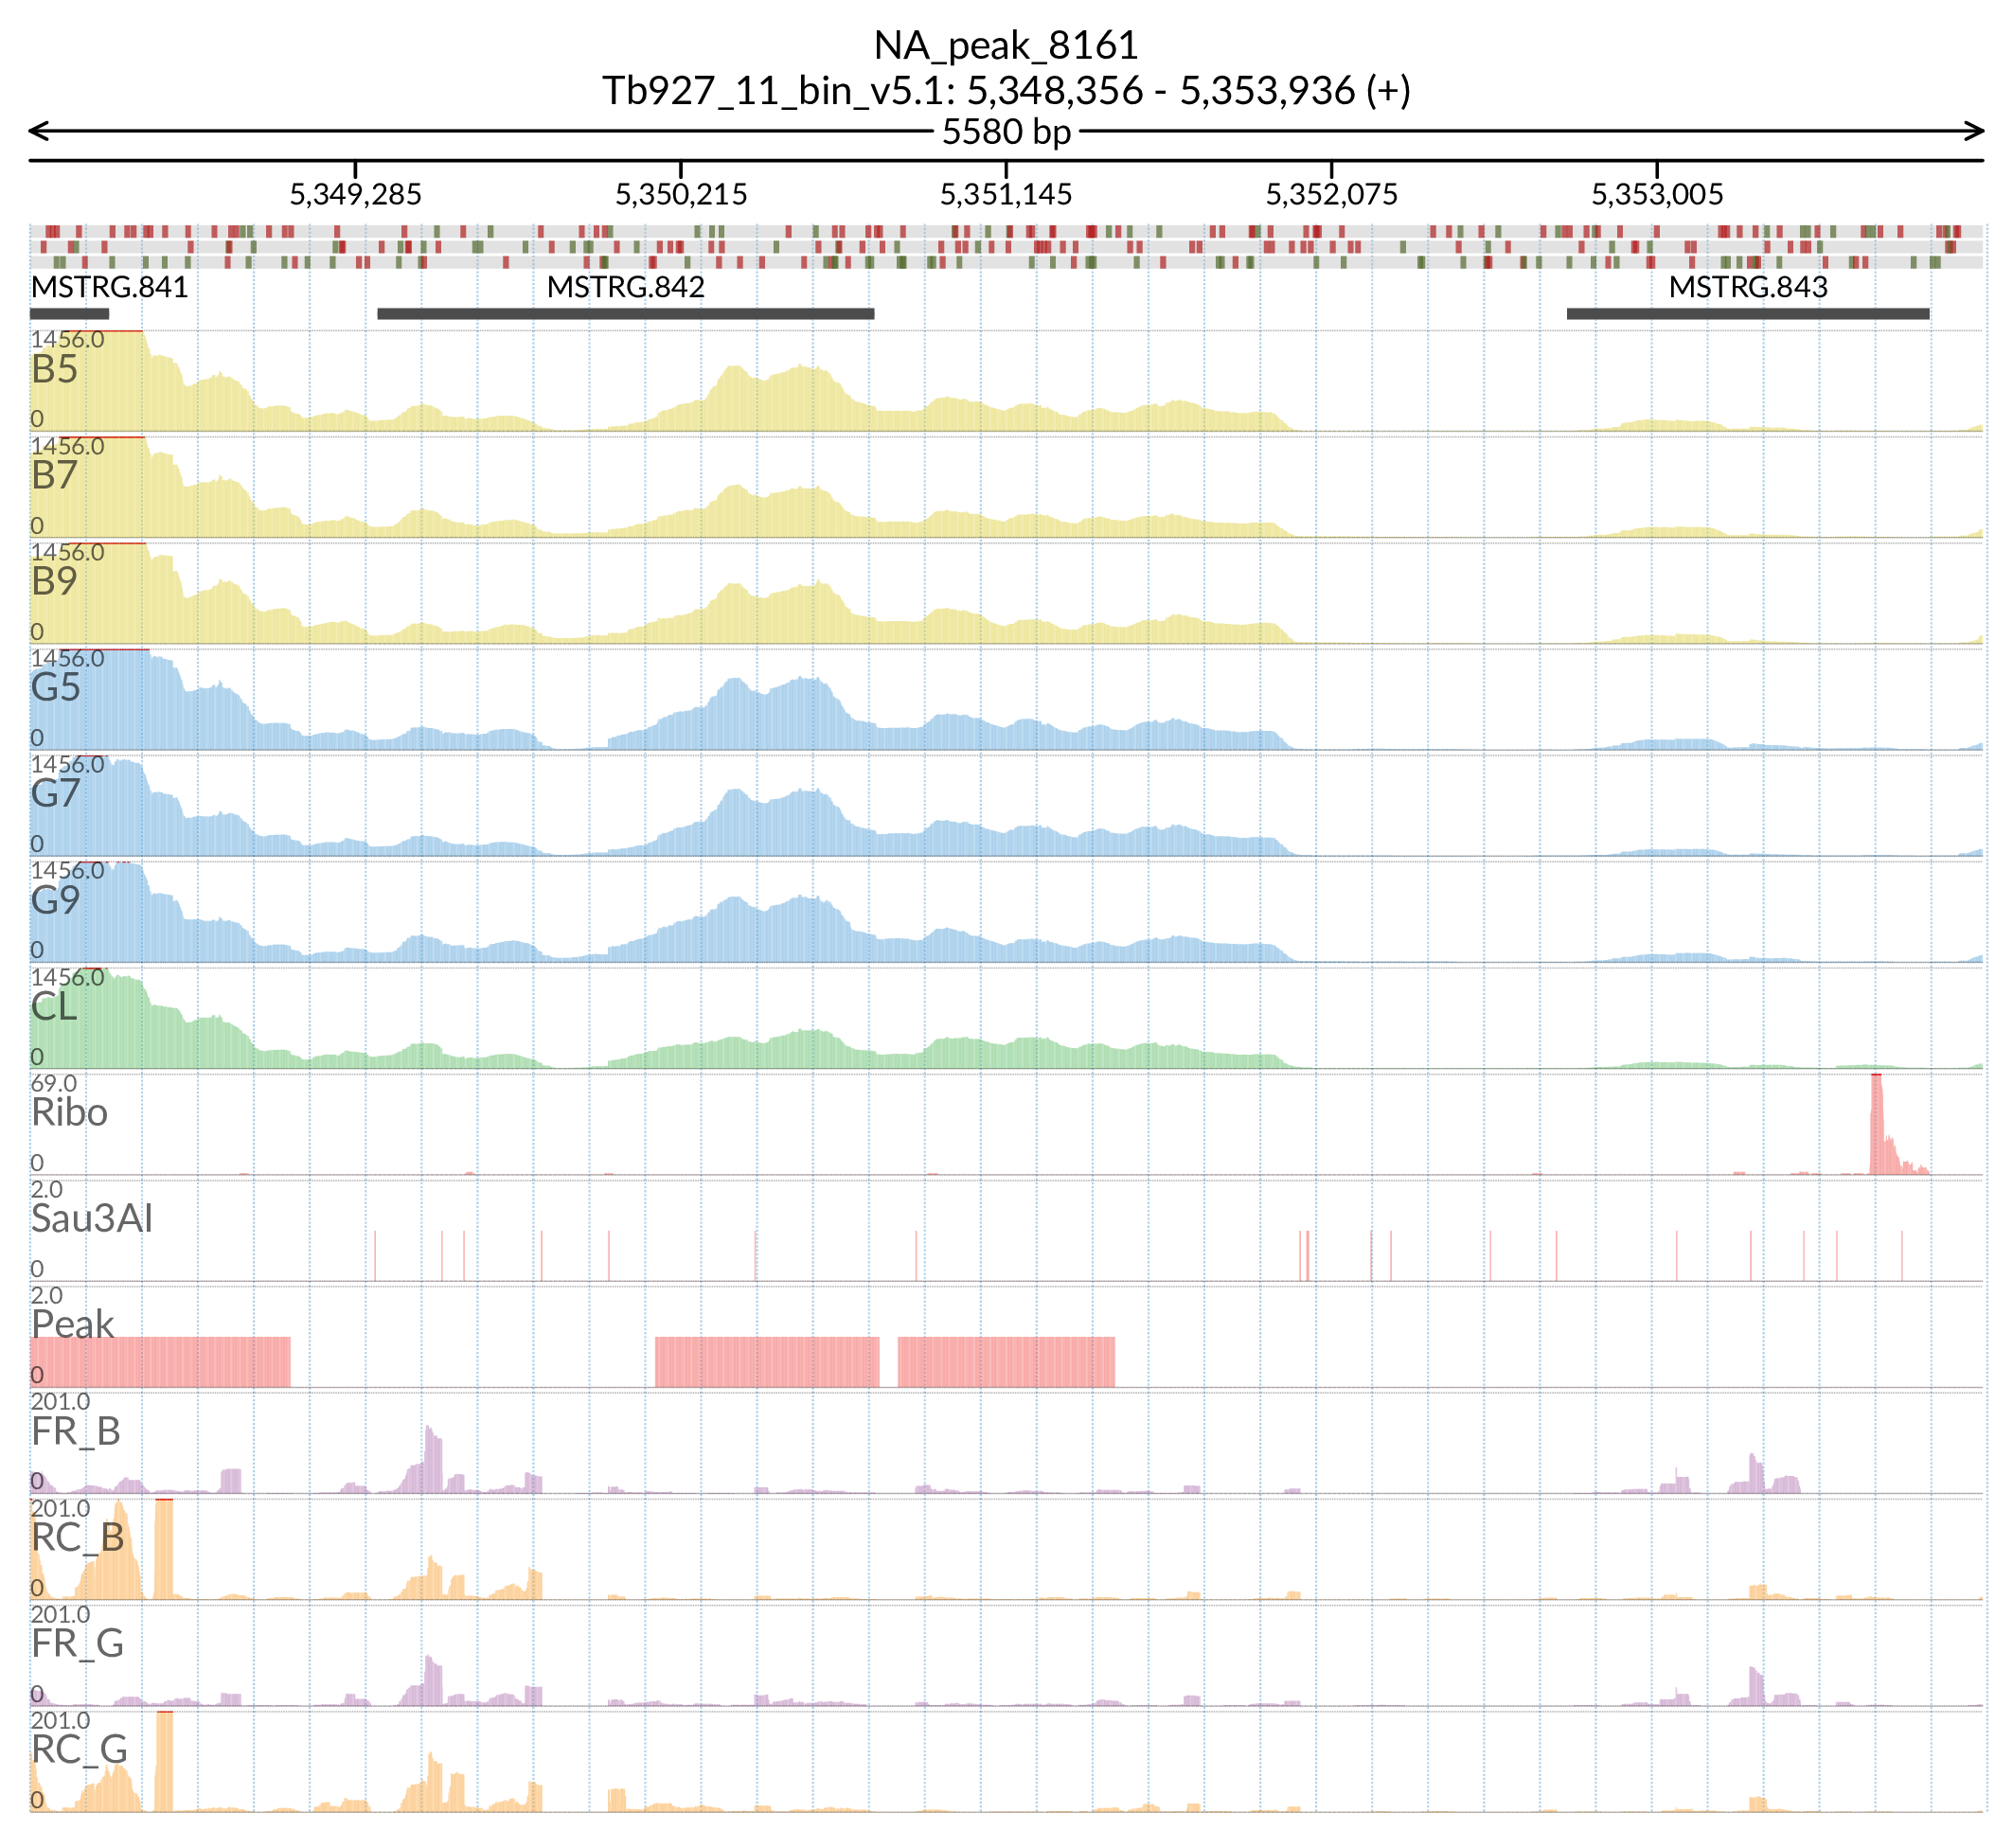 NA_peak_8161
Tb927_11_bin_v5.1: 5,348,356 - 5,353,936 (+)
5580 bp
5,349,285 5,350,215 5,351,145 5,352,075 5,353,005
MSTRG.841 MSTRG.842 MSTRG.843
1456.0
B5
0
1456.0
B7
0
1456.0
B9
0
1456.0
G5
0
1456.0
G7
0
1456.0
G9
0
1456.0
CL
0
69.0
Ribo
0
2.0
Sau3AI
0
2.0
Peak
0
201.0
FR_B
0
201.0
RC_B
0
201.0
FR_G
0
201.0
RC_G
0